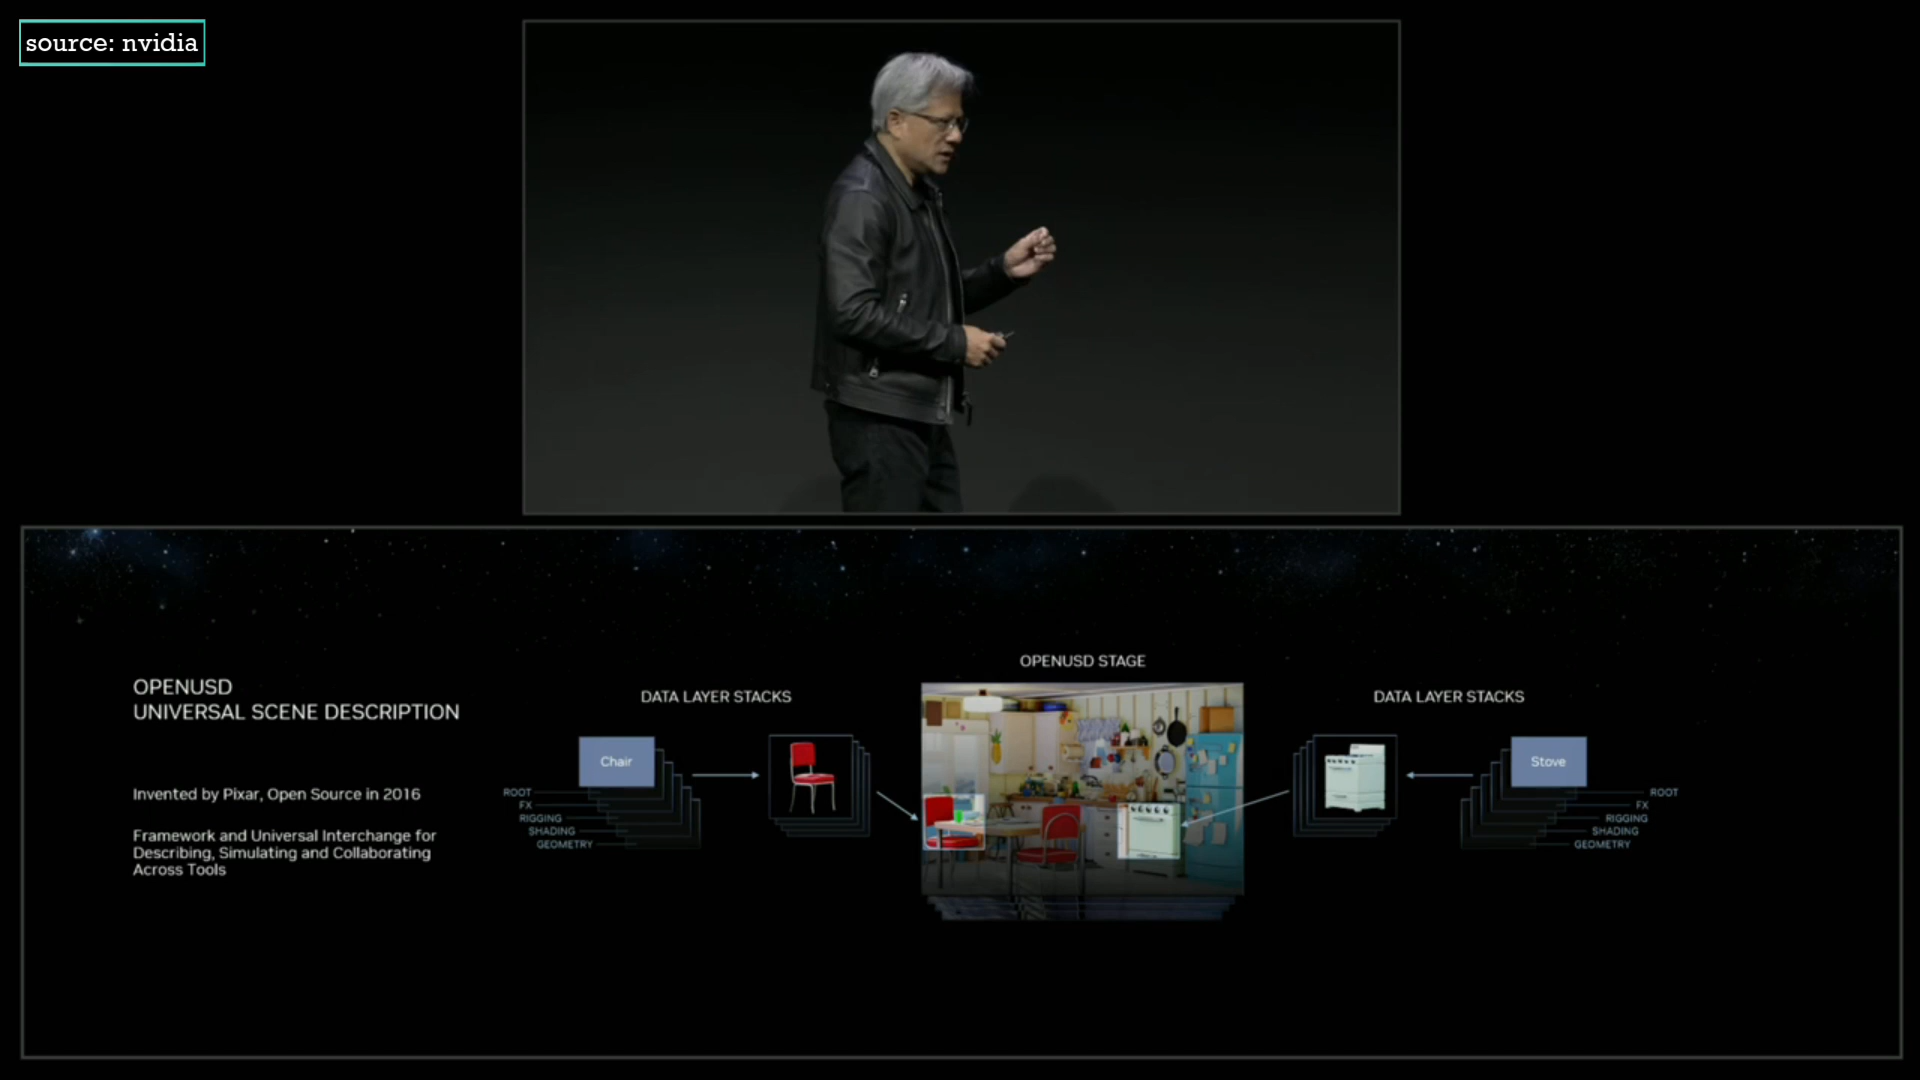 source: nvidia
OPENUSD
UNIVERSAL SCENE DESCRIPTION
Invented by Pixar, Open Source in 2016
Framework and Universal Interchange for
Describing, Simulating and Collaborating
Across Tools
DATA LAYER STACKS
Chair
ROOT
FX
RIGGING
SHADING
GEOMETRY
OPENUSD STAGE
DATA LAYER STACKS
Stove
ROOT
FX
RIGGING
SHADING
GEOMETRY